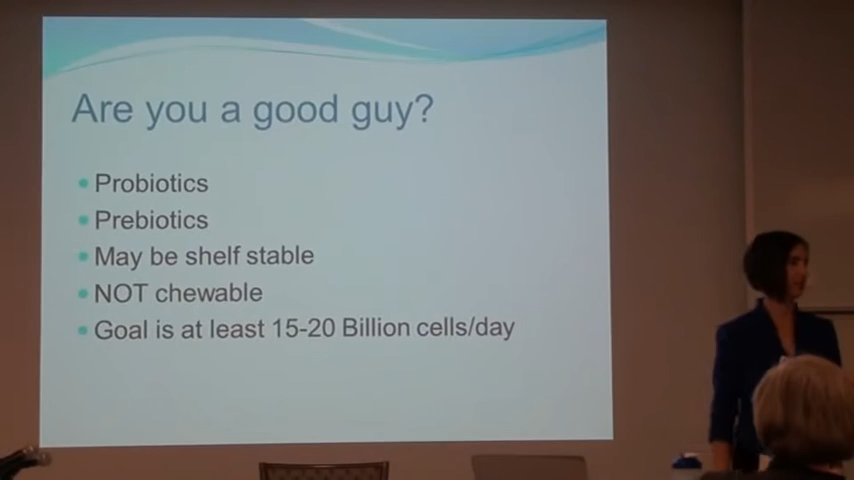 Are you a good guy?
Probiotics
Prebiotics
May be shelf stable
NOT chewable
Goal is at least 15-20 Billion cells/day